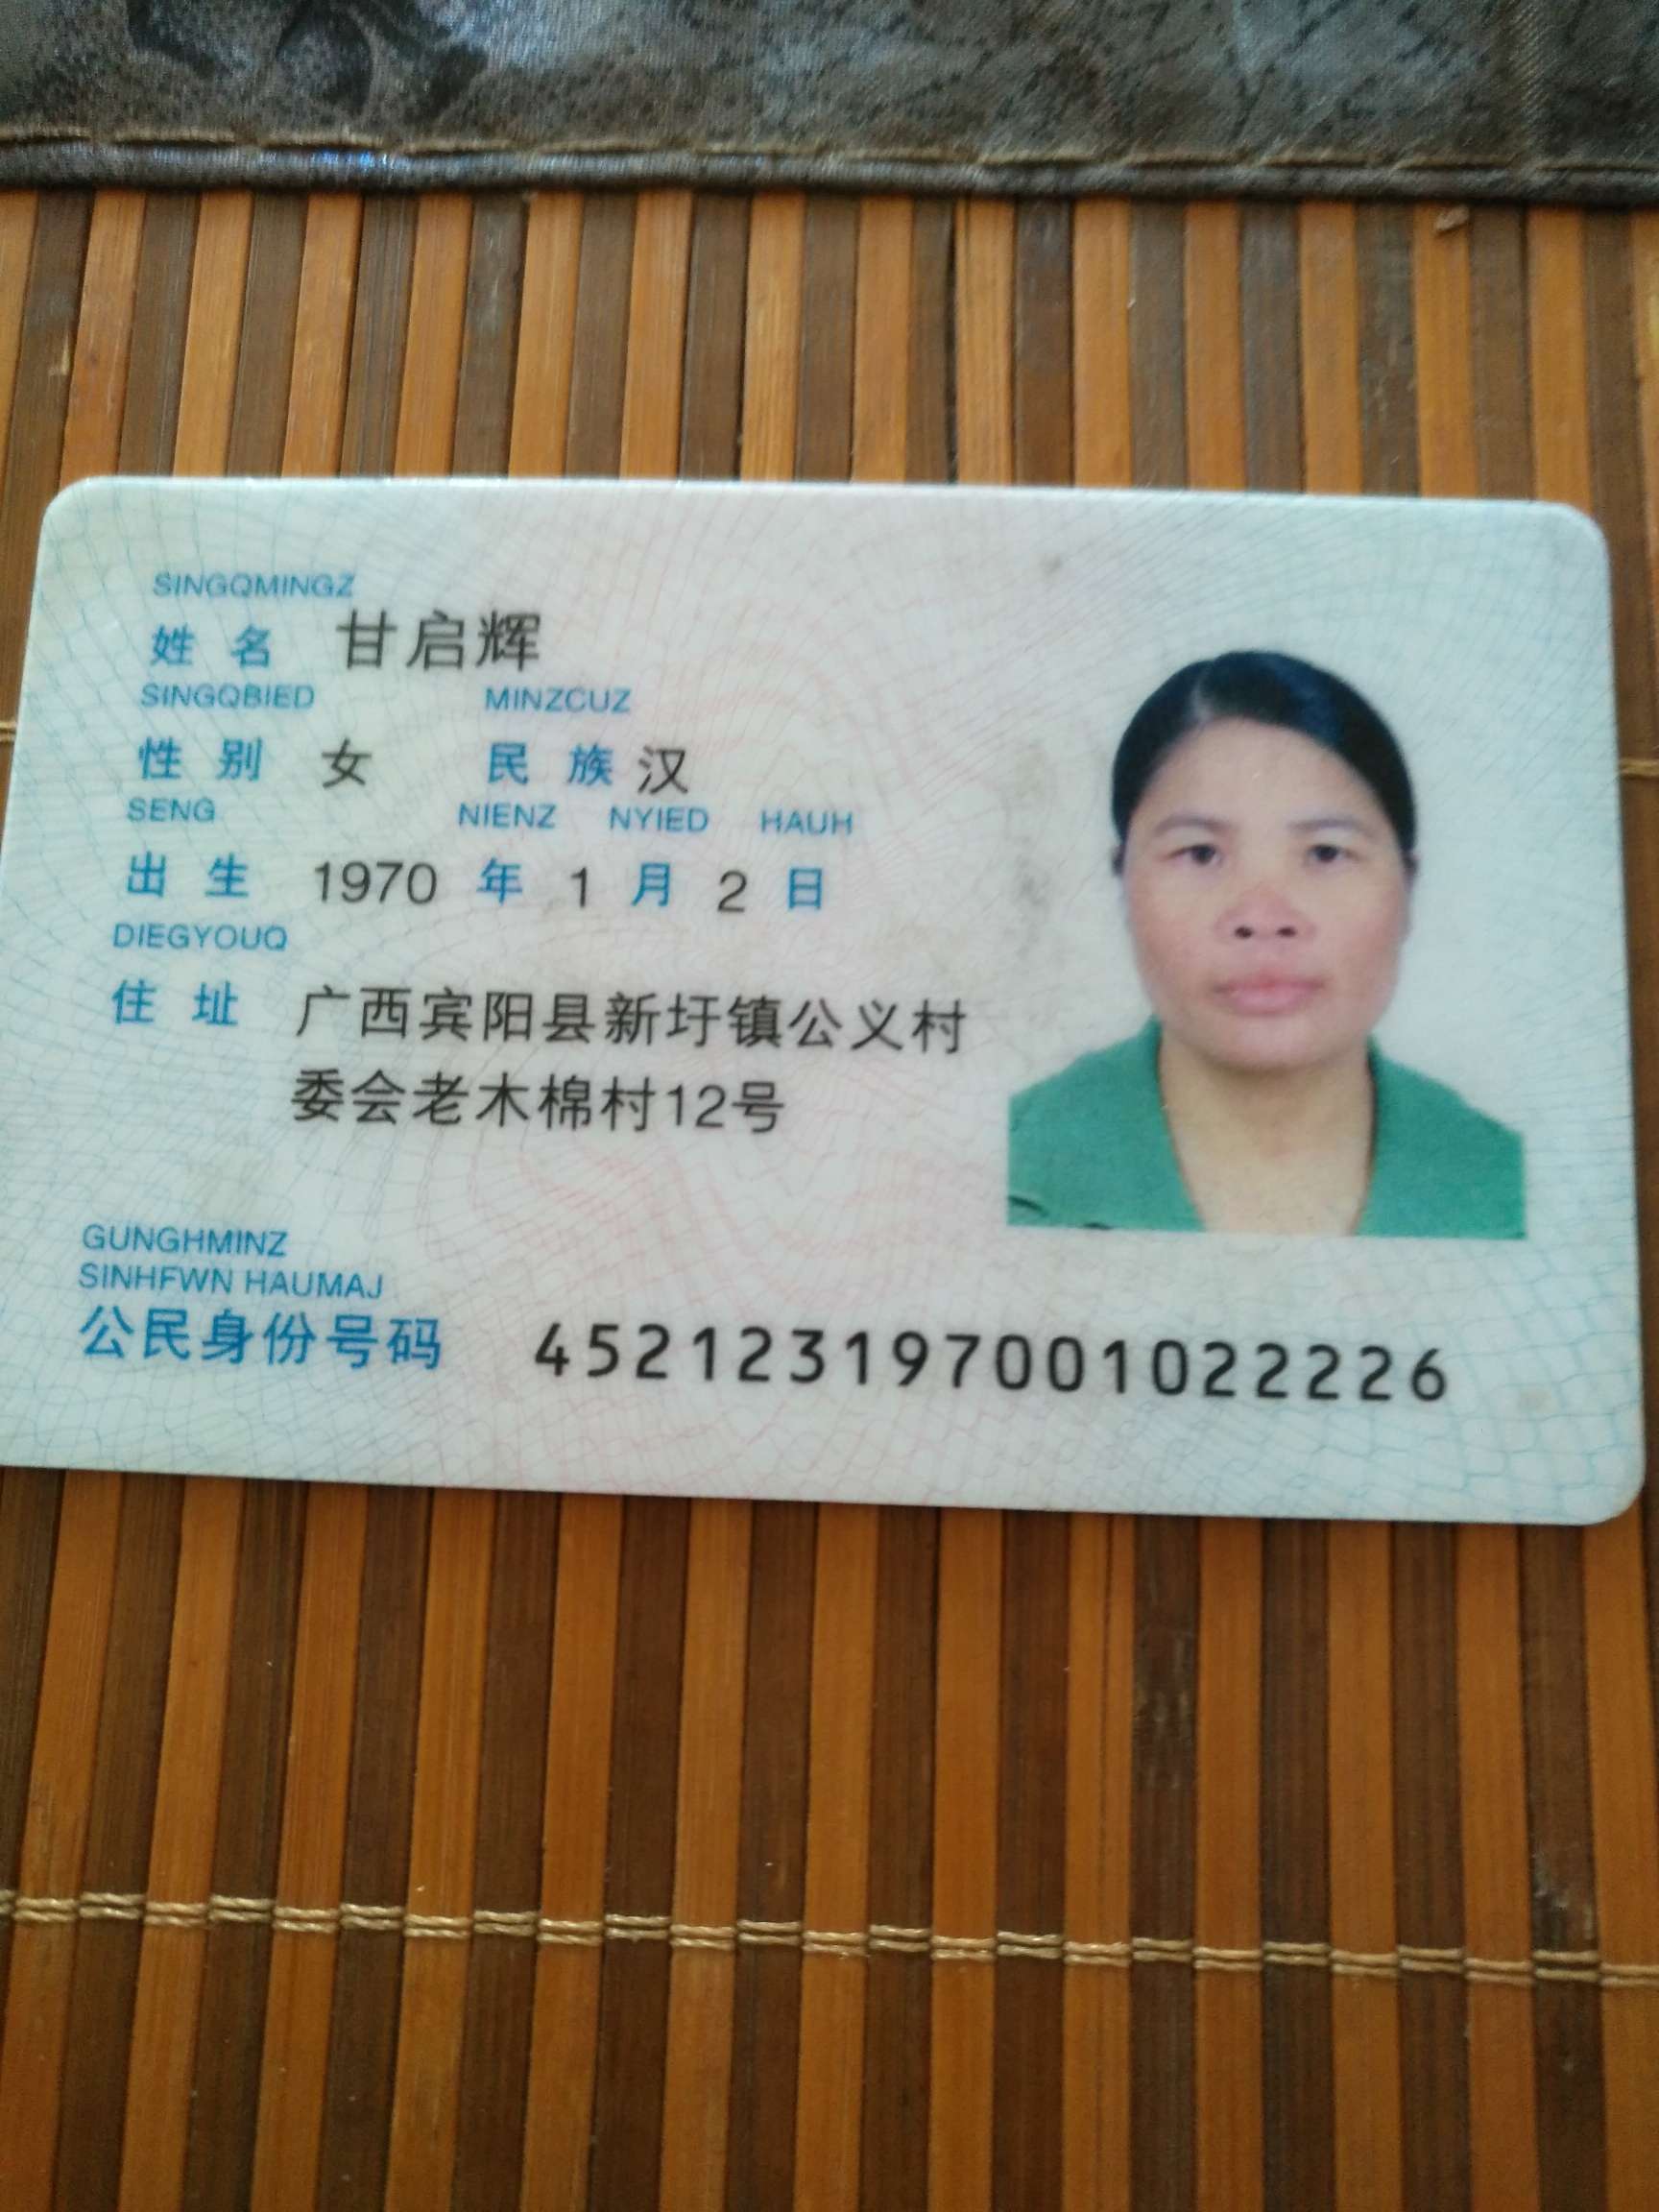 SINGQMINGZ
姓 名 甘启辉
SINGQBIED MINZCUZ
性 别 女 民 族 汉
SENG NIENZ NYIED HAUH
出 生 1970 年 1 月 2 日
DIEGYOUQ
住 址 广西宾阳县新圩镇公义村
委会老木棉村12号
GUNGHMINZ
SINHFWN HAUMAJ
公民身份号码 452123197001022226